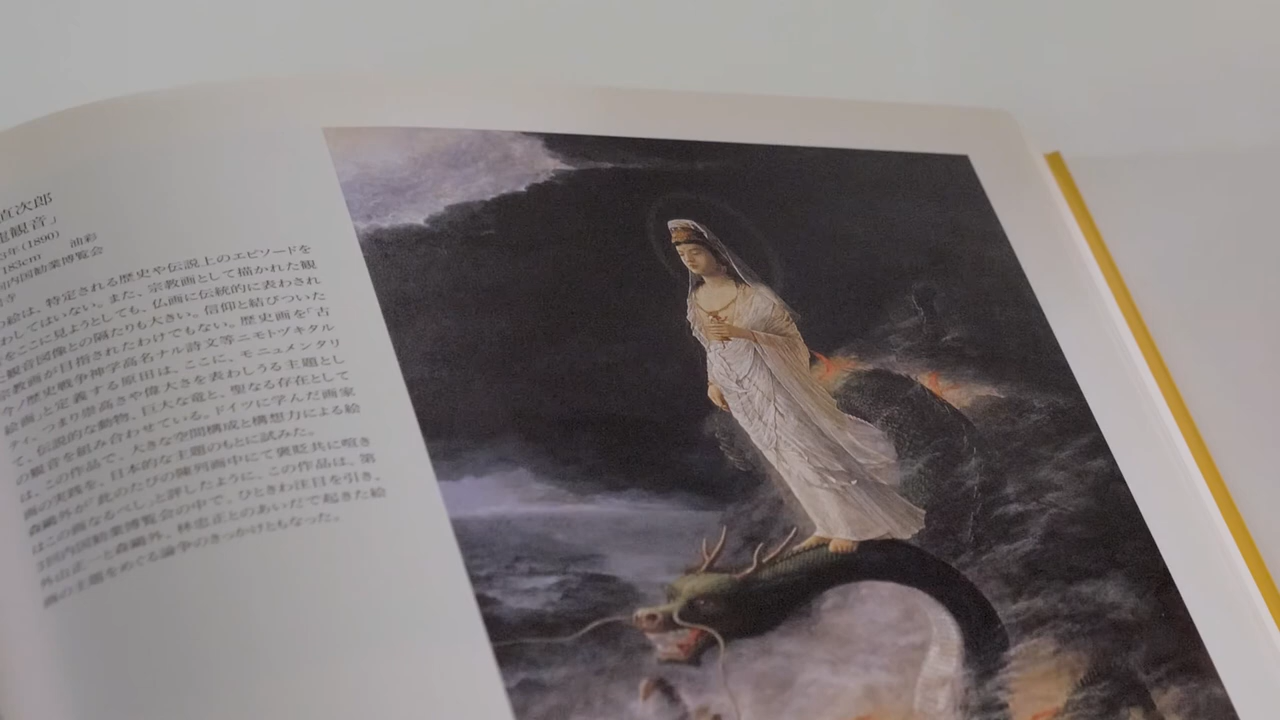 直次郎
龍観音」
3年(1890) 油彩
183cm
回内国勧業博覧会
寺
の絵は、特定される歴史や伝説上のエピソードを
わしてはいない。また、宗教画として描かれた観
をここに見ようとしても、仏画に伝統的に表わされ
た観音図像との隔たりも大きい。信仰と結びついた
宗教画が目指されたわけでもない。歴史画を「古
今ノ歴史戦争神学高名ナル詩文等ニモトヅキタル
絵画」と定義する原田は、ここに、モニュメンタリ
ティ、つまり崇高さや偉大さを表わしうる主題とし
て、伝説的な動物、巨大な竜と、聖なる存在として
の観音を組み合わせている。ドイツに学んだ画家
は、この作品で、大きな空間構成と構想力による絵
画の実践を、日本的な主題のもとに試みた。
森鷗外が「此のたびの陳列画中にて褒貶共に喧き
はこの画なるべし」と評したように、この作品は、第
3回内国勧業博覧会の中で、ひときわ注目を引き、
外山正一と森鷗外、林忠正とのあいだで起きた絵
画の主題をめぐる論争のきっかけともなった。